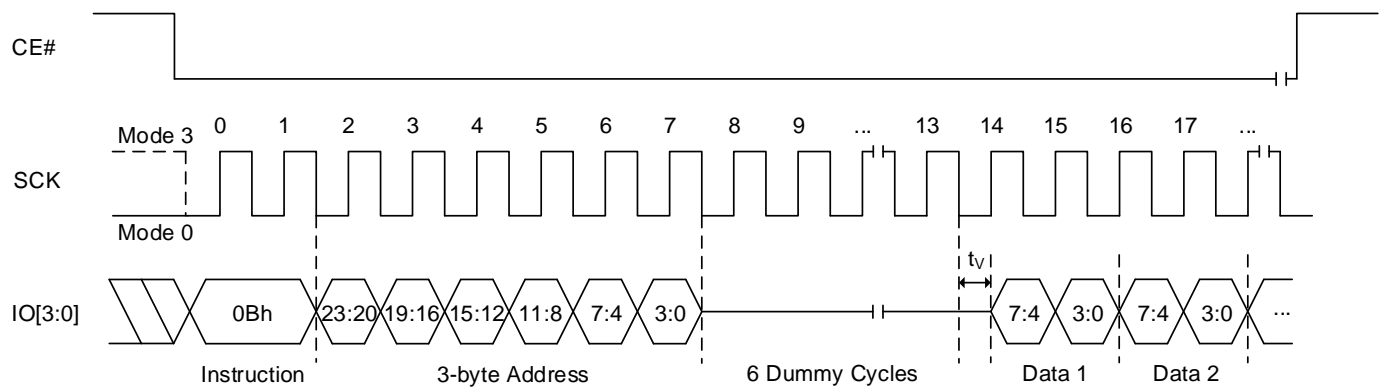 CE#
0 1 2 3 4 5 6 7 8 9 ... 13 14 15 16 17 ...
Mode 3
SCK
Mode 0
tV
IO[3:0] 0Bh 23:20 19:16 15:12 11:8 7:4 3:0 7:4 3:0 7:4 3:0 ...
Instruction 3-byte Address 6 Dummy Cycles Data 1 Data 2